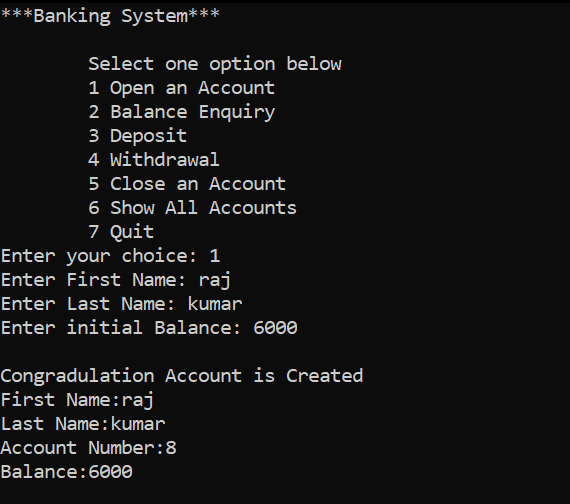 ***Banking System***
Select one option below
1 Open an Account
2 Balance Enquiry
3 Deposit
4 Withdrawal
5 Close an Account
6 Show All Accounts
7 Quit
Enter your choice: 1
Enter First Name: raj
Enter Last Name: kumar
Enter initial Balance: 6000
Congradulation Account is Created
First Name:raj
Last Name:kumar
Account Number:8
Balance:6000